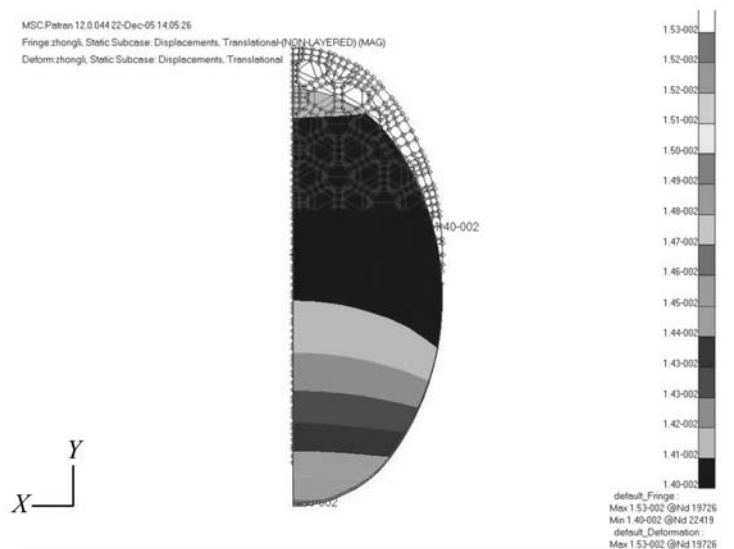 MSC.Patran 12.0.044 22-Dec-05 14:05:26
Fringe:zhongli, Static Subcase: Displacements, Translational-(NON-LAYERED) (MAG)
Deform:zhongli, Static Subcase: Displacements, Translational
1.53-002
1.52-002
1.52-002
1.51-002
1.50-002
1.49-002
1.48-002
1.47-002
1.46-002
1.45-002
1.44-002
1.43-002
1.43-002
1.42-002
1.41-002
1.40-002
1.40-002
Y
X
default_Fringe :
Max 1.53-002 @Nd 19726
Min 1.40-002 @Nd 22419
default_Deformation :
Max 1.53-002 @Nd 19726